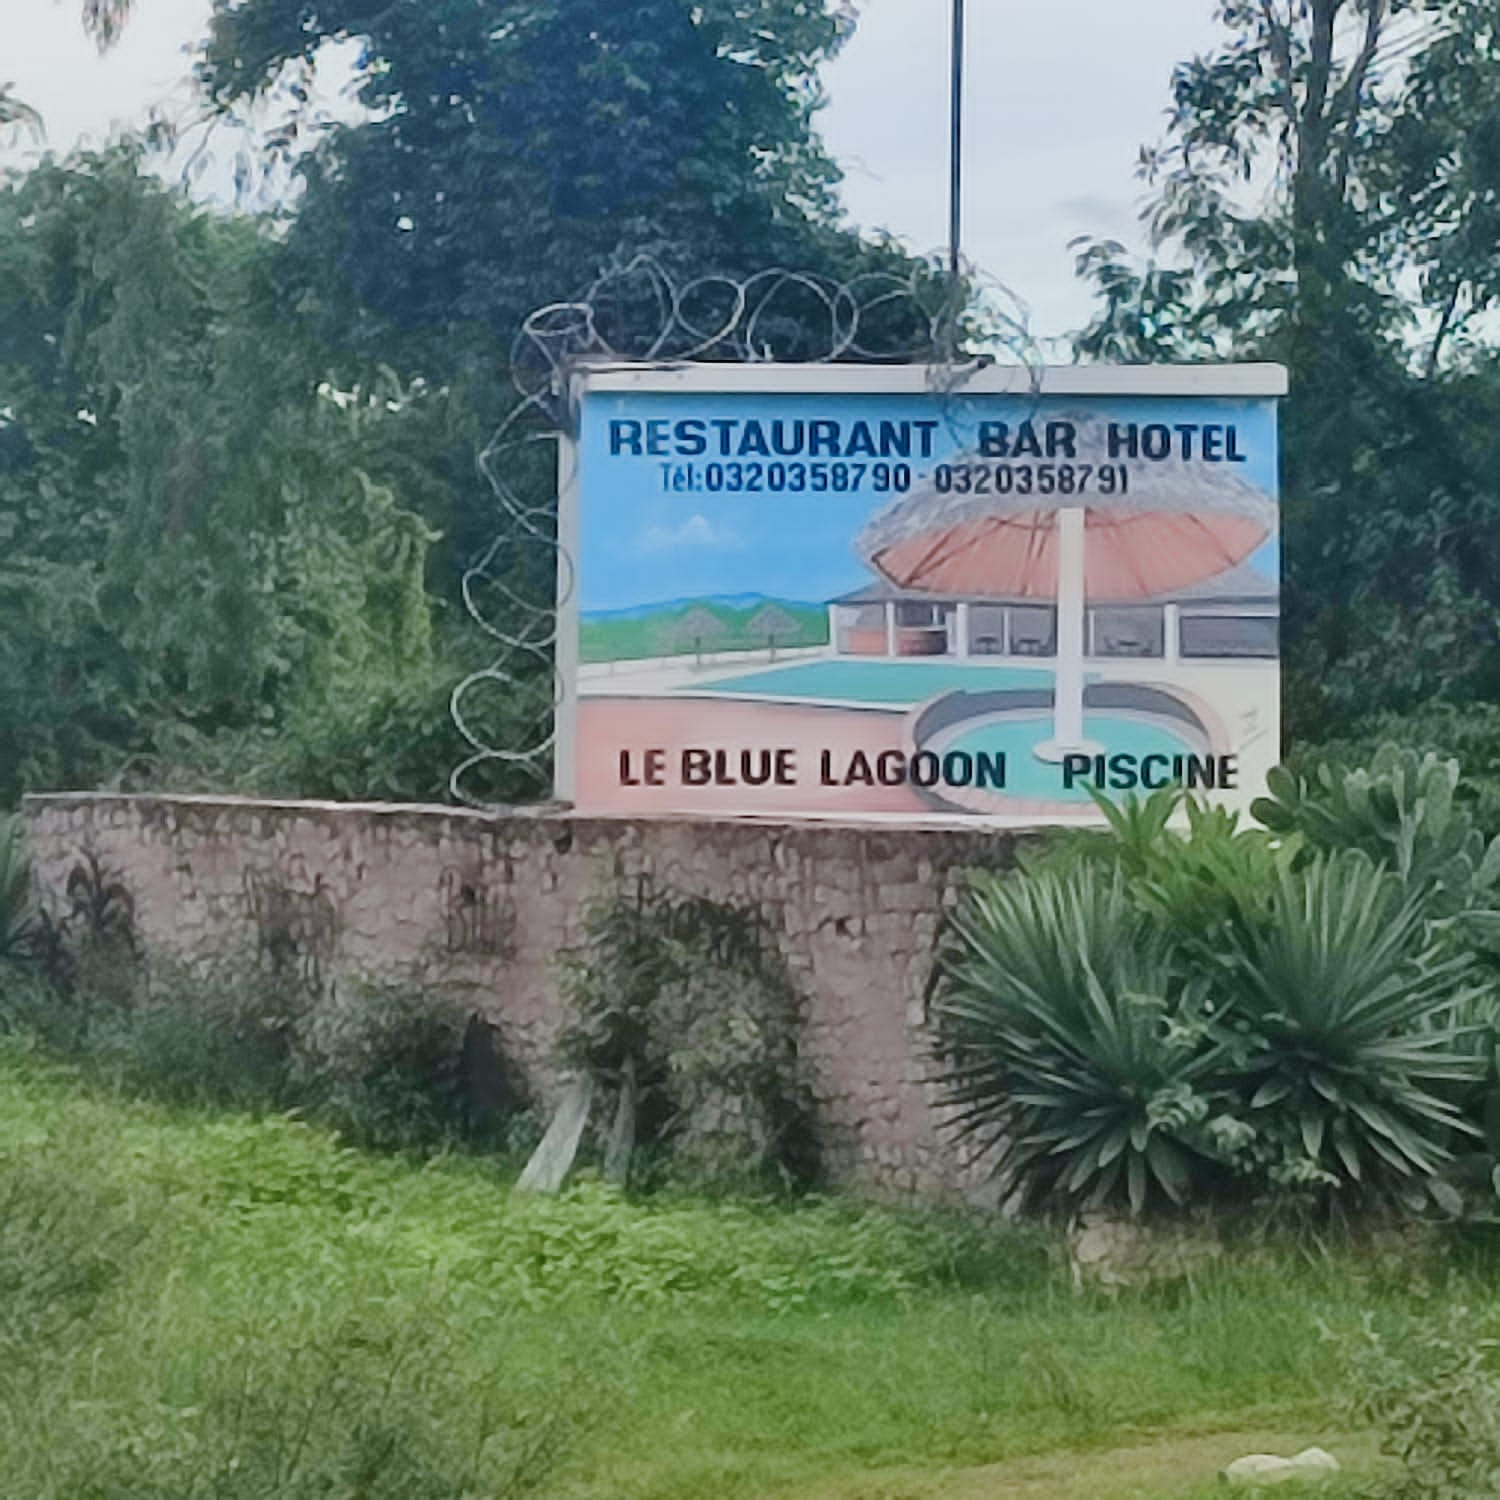 RESTAURANT BAR HOTEL
Tél:0320358790-0320358791
LE BLUE LAGOON PISCINE